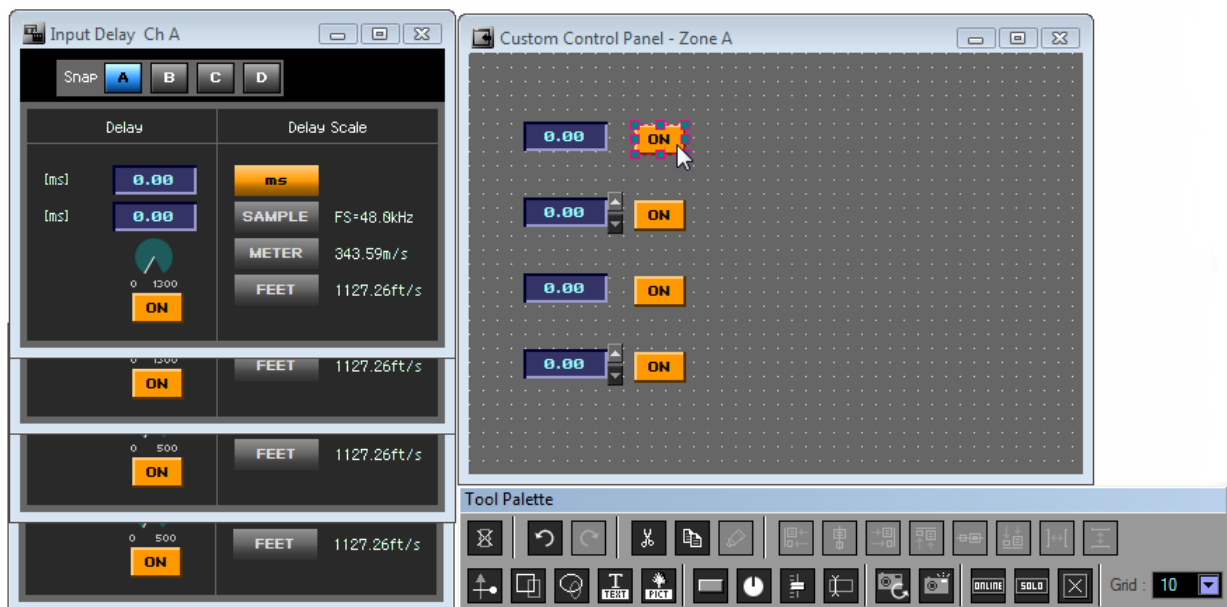 Input Delay Ch A
Snap A B C D
Delay Delay Scale
[ms] 0.00 ms
[ms] 0.00 SAMPLE FS=48.0kHz
METER 343.59m/s
0 1300 FEET 1127.26ft/s
ON
0 1300 FEET 1127.26ft/s
ON
0 500 FEET 1127.26ft/s
ON
0 500 FEET 1127.26ft/s
ON
Custom Control Panel - Zone A
0.00 ON
0.00 ON
0.00 ON
0.00 ON
Tool Palette
T TEXT PICT ONLINE SOLO Grid : 10